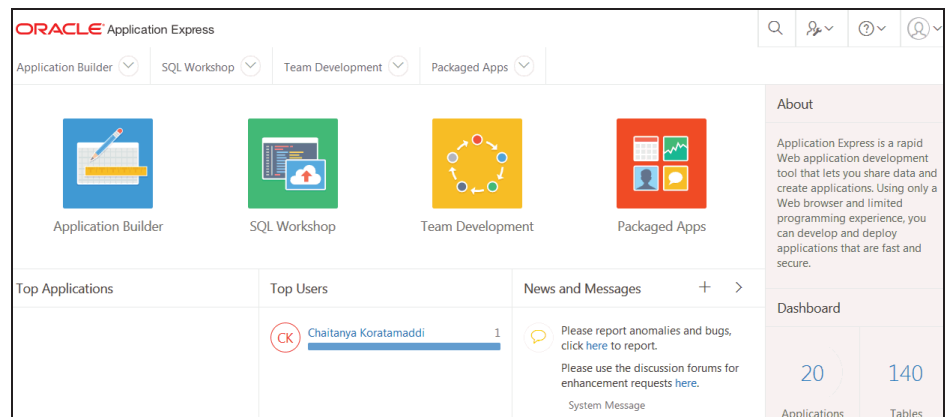 ORACLE Application Express
Application Builder
SQL Workshop
Team Development
Packaged Apps
Application Builder
SQL Workshop
Team Development
Packaged Apps
About
Application Express is a rapid
Web application development
tool that lets you share data and
create applications. Using only a
Web browser and limited
programming experience, you
can develop and deploy
applications that are fast and
secure.
Top Applications
Top Users
CK
Chaitanya Koratamaddi 1
News and Messages
Please report anomalies and bugs,
click here to report.
Please use the discussion forums for
enhancement requests here.
System Message
Dashboard
20
Applications
140
Tables